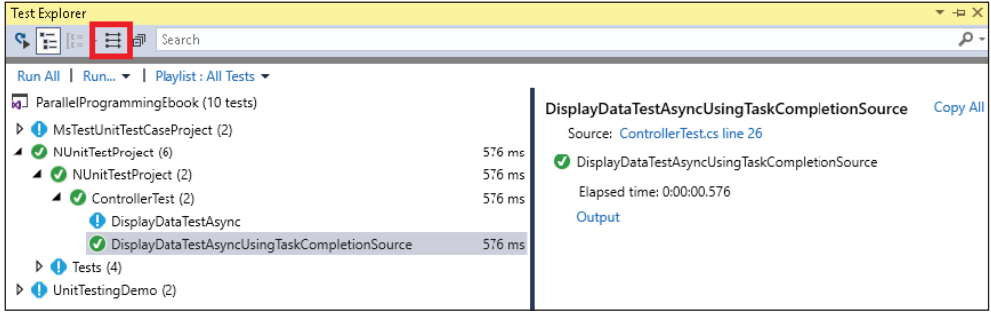 Test Explorer
Search
Run All | Run... | Playlist : All Tests
ParallelProgrammingEbook (10 tests)
MsTestUnitTestCaseProject (2)
NUnitTestProject (6) 576 ms
NUnitTestProject (2) 576 ms
ControllerTest (2) 576 ms
DisplayDataTestAsync
DisplayDataTestAsyncUsingTaskCompletionSource 576 ms
Tests (4)
UnitTestingDemo (2)
DisplayDataTestAsyncUsingTaskCompletionSource Copy All
Source: ControllerTest.cs line 26
DisplayDataTestAsyncUsingTaskCompletionSource
Elapsed time: 0:00:00.576
Output